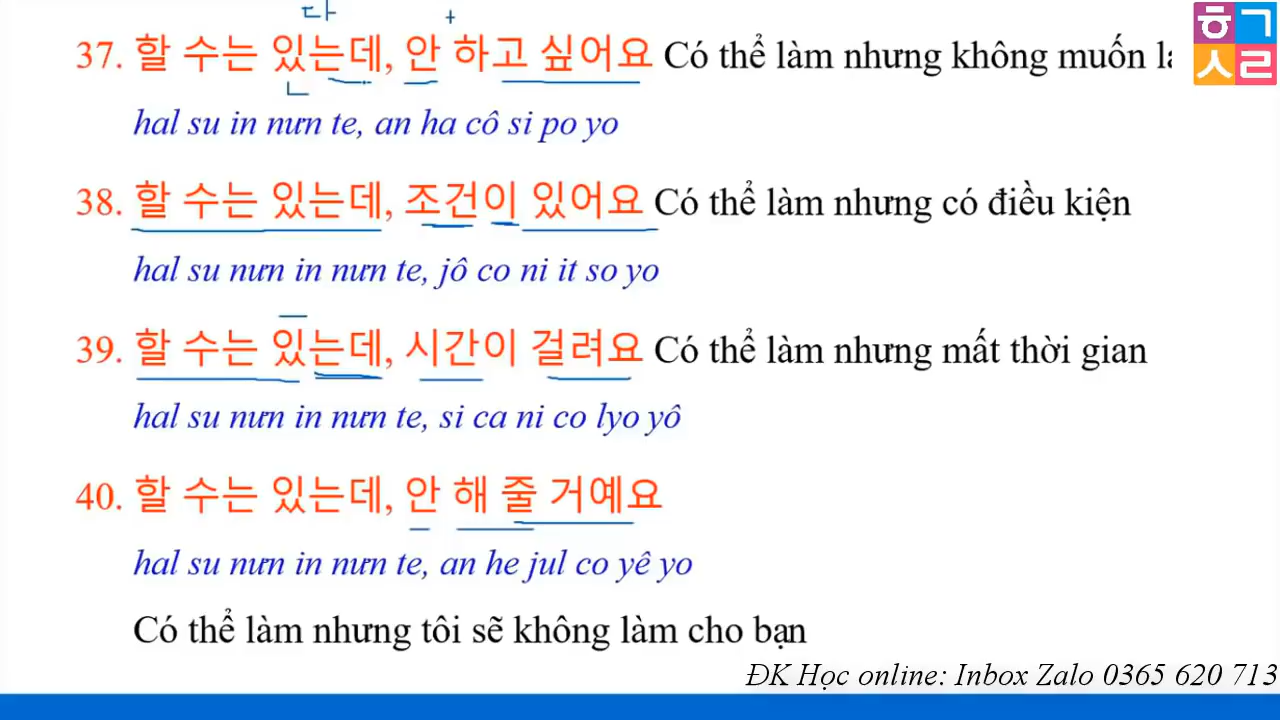 다 +
37. 할 수는 있는데, 안 하고 싶어요 Có thể làm nhưng không muốn
ㄴ
hal su in nưn te, an ha cô si po yo
38. 할 수는 있는데, 조건이 있어요 Có thể làm nhưng có điều kiện
hal su nưn in nưn te, jô co ni it so yo
39. 할 수는 있는데, 시간이 걸려요 Có thể làm nhưng mất thời gian
hal su nưn in nưn te, si ca ni co lyo yô
40. 할 수는 있는데, 안 해 줄 거예요
hal su nưn in nưn te, an he jul co yê yo
Có thể làm nhưng tôi sẽ không làm cho bạn
ĐK Học online: Inbox Zalo 0365 620 713
ㅎㄱ
ㅅㄹ